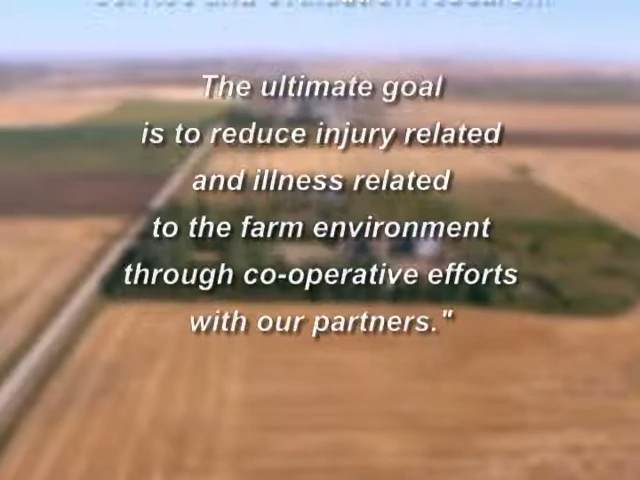 The ultimate goal
is to reduce injury related
and illness related
to the farm environment
through co-operative efforts
with our partners."